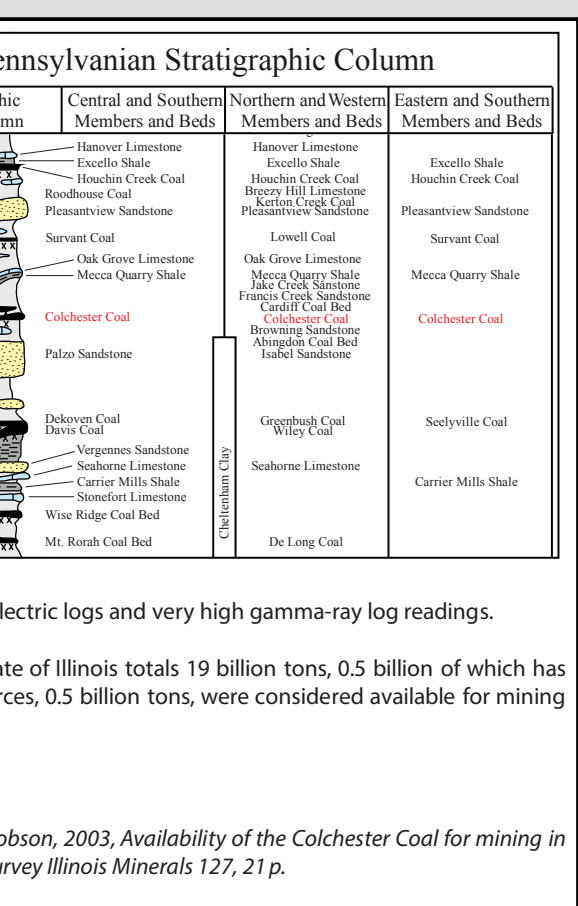 ennsylvanian Stratigraphic Column
hic
mn
Central and Southern
Members and Beds
Northern and Western
Members and Beds
Eastern and Southern
Members and Beds
Hanover Limestone
Excello Shale
Houchin Creek Coal
Roodhouse Coal
Pleasantview Sandstone
Survant Coal
Oak Grove Limestone
Mecca Quarry Shale
Colchester Coal
Palzo Sandstone
Dekoven Coal
Davis Coal
Vergennes Sandstone
Seahorne Limestone
Carrier Mills Shale
Stonefort Limestone
Wise Ridge Coal Bed
Mt. Rorah Coal Bed
Cheltenham Clay
Hanover Limestone
Excello Shale
Houchin Creek Coal
Breezy Hill Limestone
Kerton Creek Coal
Pleasantview Sandstone
Lowell Coal
Oak Grove Limestone
Mecca Quarry Shale
Jake Creek Sanstone
Francis Creek Sandstone
Cardiff Coal Bed
Colchester Coal
Browning Sandstone
Abingdon Coal Bed
Isabel Sandstone
Greenbush Coal
Wiley Coal
Seahorne Limestone
De Long Coal
Excello Shale
Houchin Creek Coal
Pleasantview Sandstone
Survant Coal
Mecca Quarry Shale
Colchester Coal
Seelyville Coal
Carrier Mills Shale
lectric logs and very high gamma-ray log readings.
ate of Illinois totals 19 billion tons, 0.5 billion of which has
rces, 0.5 billion tons, were considered available for mining
obson, 2003, Availability of the Colchester Coal for mining in
urvey Illinois Minerals 127, 21 p.